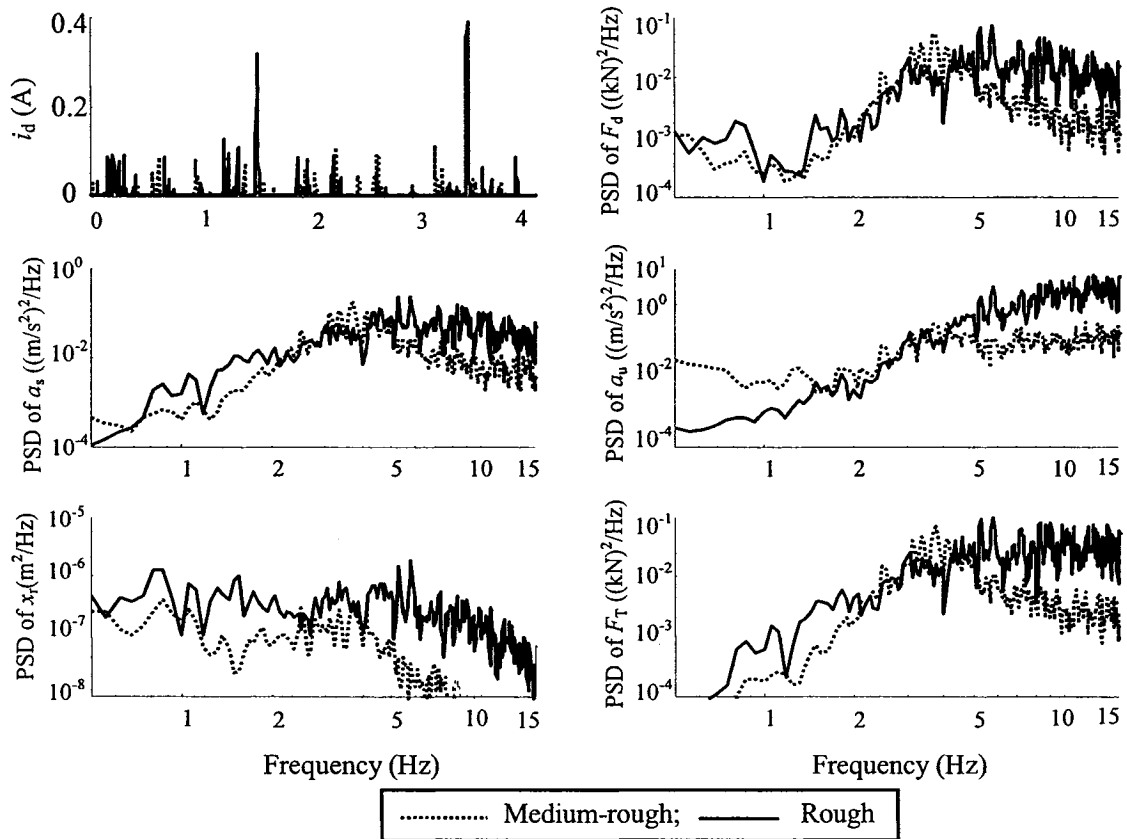 0.4
0.2
0
i_d (A)
0 1 2 3 4
10^-1
10^-2
10^-3
10^-4
PSD of F_d ((kN)^2/Hz)
1 2 5 10 15
10^0
10^-2
10^-4
PSD of a_s ((m/s^2)^2/Hz)
1 2 5 10 15
10^1
10^0
10^-2
10^-4
PSD of a_u ((m/s^2)^2/Hz)
1 2 5 10 15
10^-5
10^-6
10^-7
10^-8
PSD of x_r(m^2/Hz)
1 2 5 10 15
Frequency (Hz)
10^-1
10^-2
10^-3
10^-4
PSD of F_T ((kN)^2/Hz)
1 2 5 10 15
Frequency (Hz)
Medium-rough; Rough